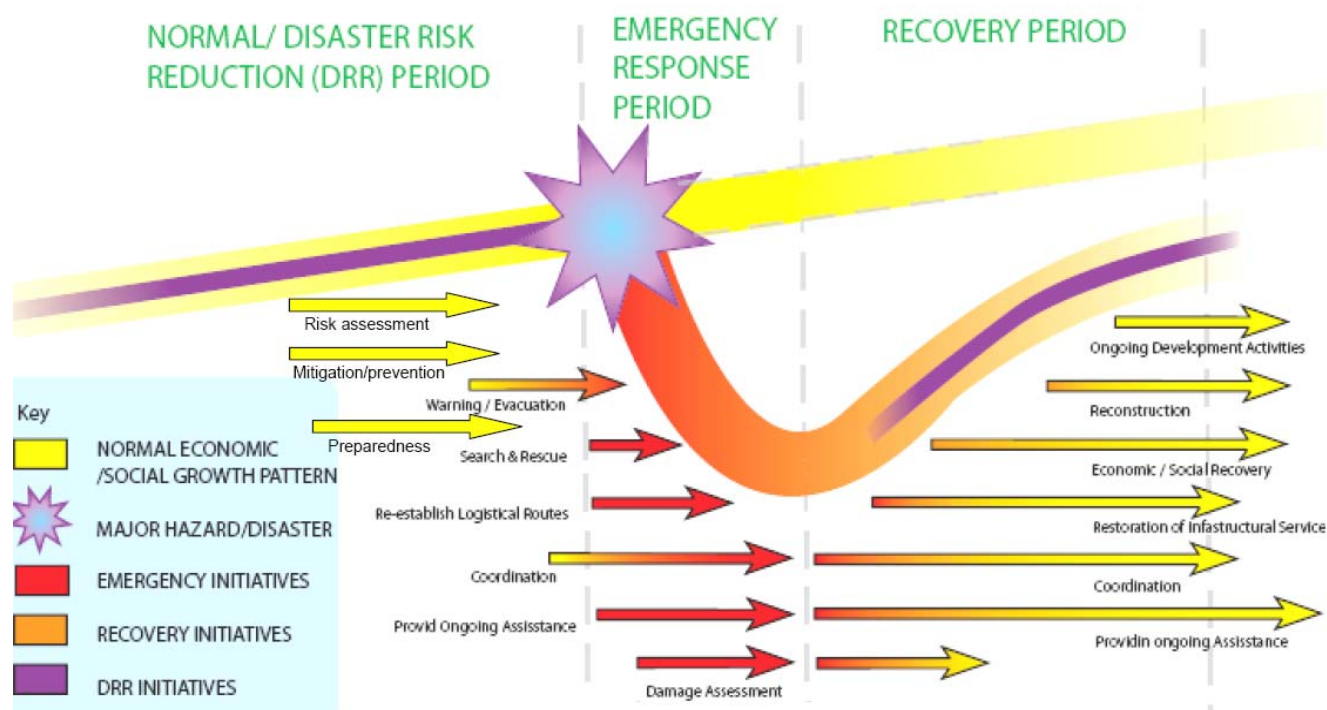 NORMAL/ DISASTER RISK
REDUCTION (DRR) PERIOD
EMERGENCY
RESPONSE
PERIOD
RECOVERY PERIOD
Risk assessment
Mitigation/prevention
Warning / Evacuation
Preparedness
Search & Rescue
Re-establish Logistical Routes
Coordination
Provid Ongoing Assisstance
Damage Assessment
Ongoing Development Activities
Reconstruction
Economic / Social Recovery
Restoration of Infastructural Service
Coordination
Providin ongoing Assisstance
Key
NORMAL ECONOMIC
/SOCIAL GROWTH PATTERN
MAJOR HAZARD/DISASTER
EMERGENCY INITIATIVES
RECOVERY INITIATIVES
DRR INITIATIVES